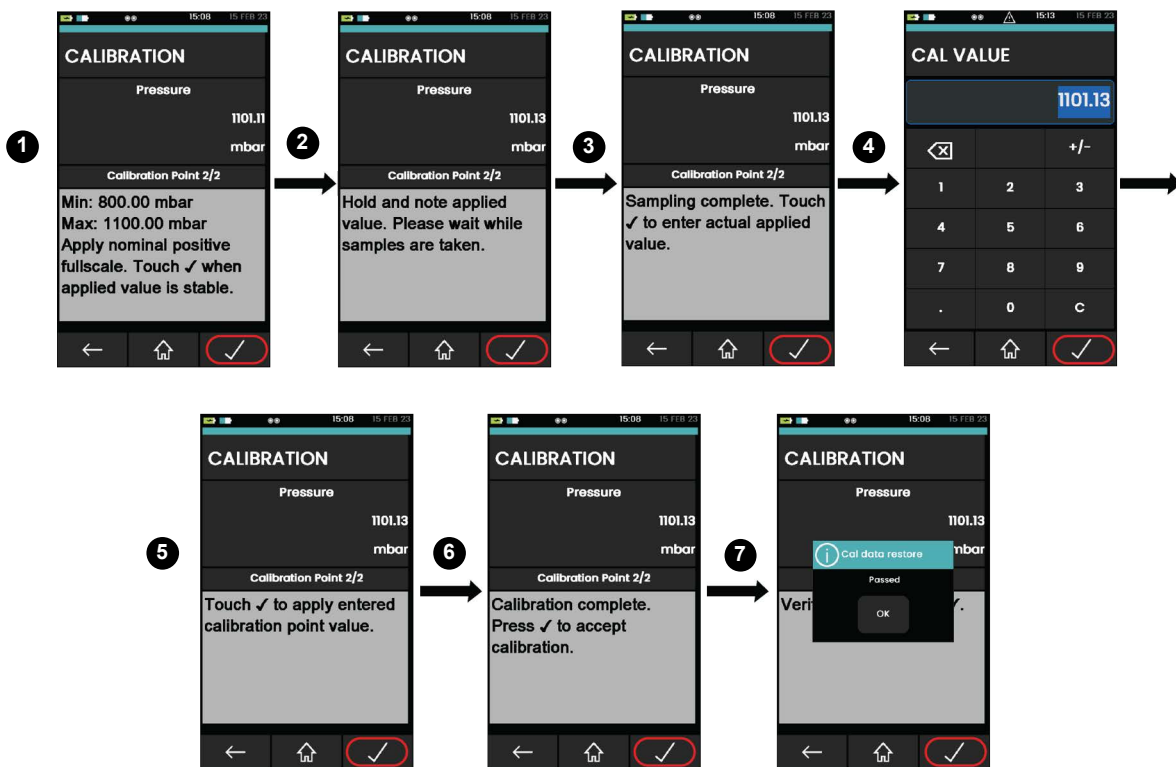 15:08 15 FEB 23
CALIBRATION
Pressure
1101.11
mbar
Calibration Point 2/2
Min: 800.00 mbar
Max: 1100.00 mbar
Apply nominal positive
fullscale. Touch ✓ when
applied value is stable.
1
2
15:08 15 FEB 23
CALIBRATION
Pressure
1101.13
mbar
Calibration Point 2/2
Hold and note applied
value. Please wait while
samples are taken.
3
15:08 15 FEB 23
CALIBRATION
Pressure
1101.13
mbar
Calibration Point 2/2
Sampling complete. Touch
✓ to enter actual applied
value.
4
15:13 15 FEB 23
CAL VALUE
1101.13
+/-
1 2 3
4 5 6
7 8 9
. 0 C
5
15:08 15 FEB 23
CALIBRATION
Pressure
1101.13
mbar
Calibration Point 2/2
Touch ✓ to apply entered
calibration point value.
6
15:08 15 FEB 23
CALIBRATION
Pressure
1101.13
mbar
Calibration Point 2/2
Calibration complete.
Press ✓ to accept
calibration.
7
15:08 15 FEB 23
CALIBRATION
Pressure
1101.13
mbar
Cal data restore
Passed
OK